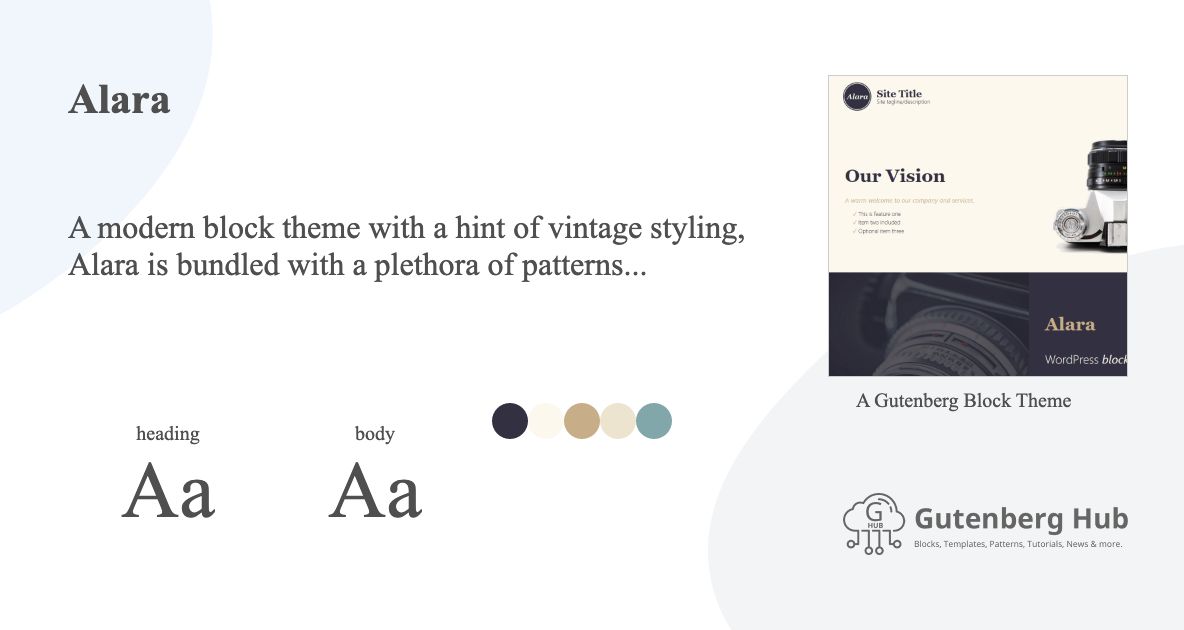 Alara
A modern block theme with a hint of vintage styling,
Alara is bundled with a plethora of patterns...
heading
Aa
body
Aa
Alara
Site Title
Site tagline/description
Our Vision
A warm welcome to our company and services.
✓ This is feature one
✓ Item two included
✓ Optional item three
Alara
WordPress block
A Gutenberg Block Theme
G
HUB
Gutenberg Hub
Blocks, Templates, Patterns, Tutorials, News & more.